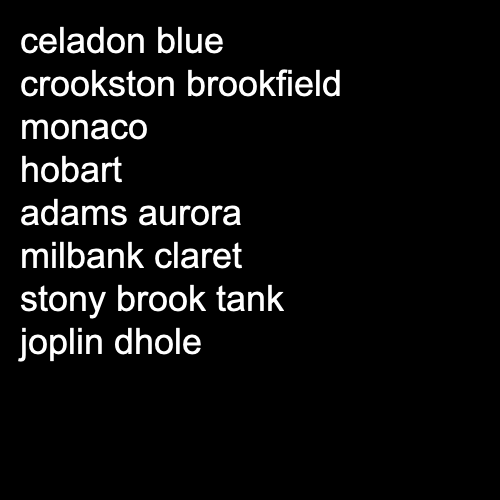 celadon blue
crookston brookfield
monaco
hobart
adams aurora
milbank claret
stony brook tank
joplin dhole